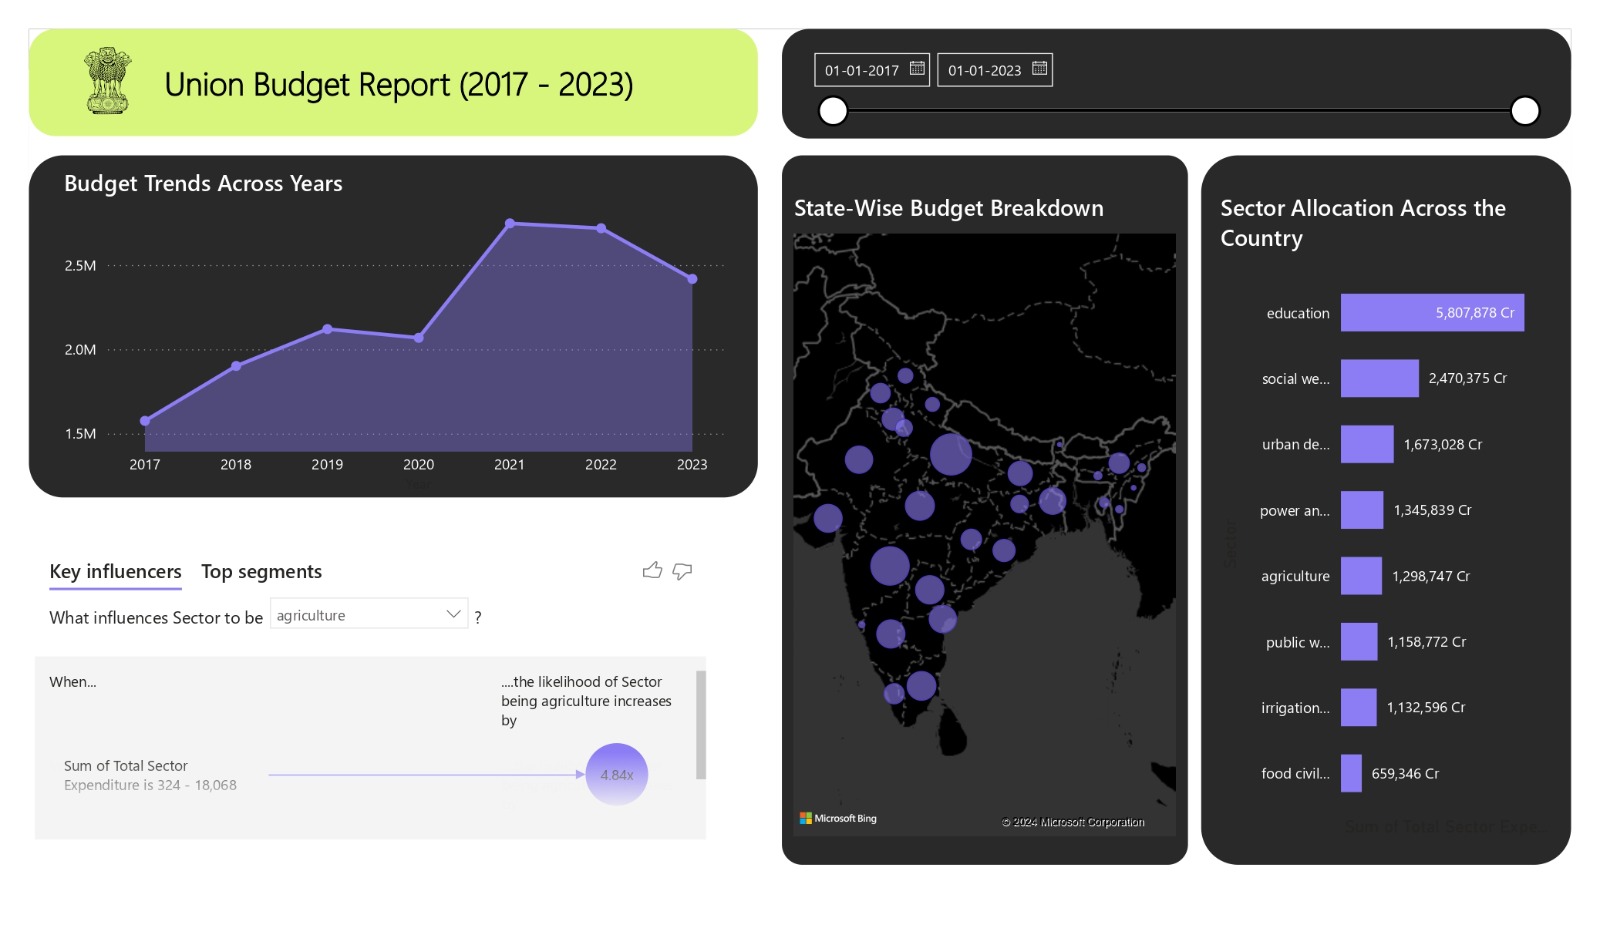 Union Budget Report (2017 - 2023)
01-01-2017
01-01-2023
Budget Trends Across Years
2.5M
2.0M
1.5M
2017 2018 2019 2020 2021 2022 2023
Year
Key influencers Top segments
What influences Sector to be agriculture ?
When...
....the likelihood of Sector
being agriculture increases
by
Sum of Total Sector
Expenditure is 324 - 18,068
4.84x
State-Wise Budget Breakdown
Microsoft Bing
© 2024 Microsoft Corporation
Sector Allocation Across the
Country
Sector
education 5,807,878 Cr
social we... 2,470,375 Cr
urban de... 1,673,028 Cr
power an... 1,345,839 Cr
agriculture 1,298,747 Cr
public w... 1,158,772 Cr
irrigation... 1,132,596 Cr
food civil... 659,346 Cr
Sum of Total Sector Expe...